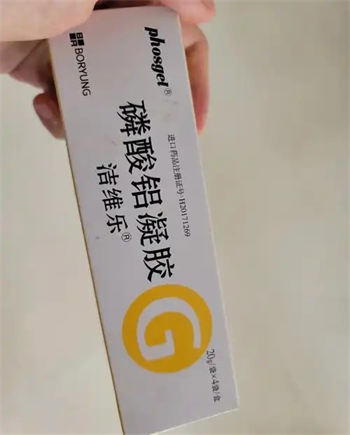 phosgel®
BORYUNG
磷酸铝凝胶
洁维乐®
进口药品注册证号:H20171269
G
20g/袋×4袋/盒